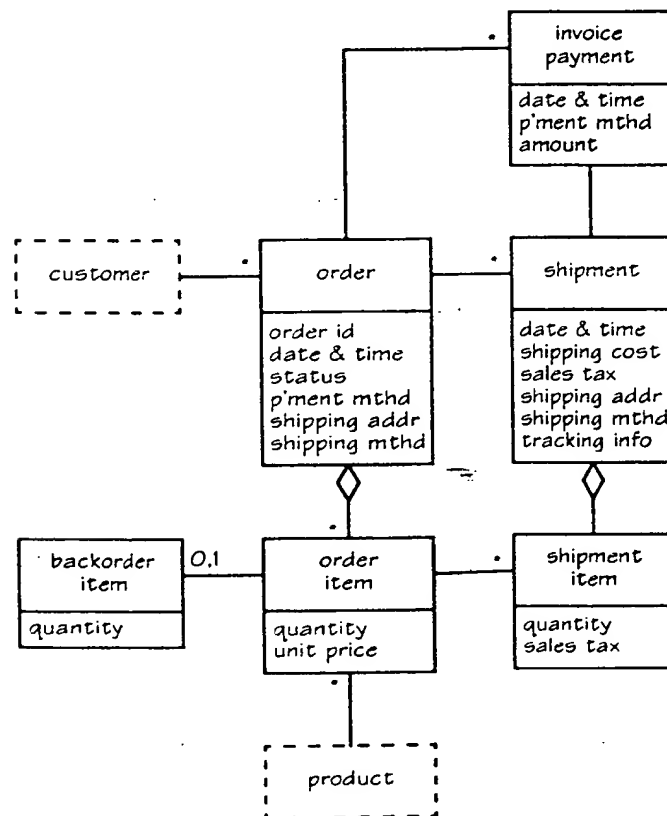 *
invoice
payment
date & time
p'ment mthd
amount
customer
*
order
*
shipment
order id
date & time
status
p'ment mthd
shipping addr
shipping mthd
date & time
shipping cost
sales tax
shipping addr
shipping mthd
tracking info
*
backorder
item
0,1
order
item
*
shipment
item
quantity
quantity
unit price
quantity
sales tax
*
product